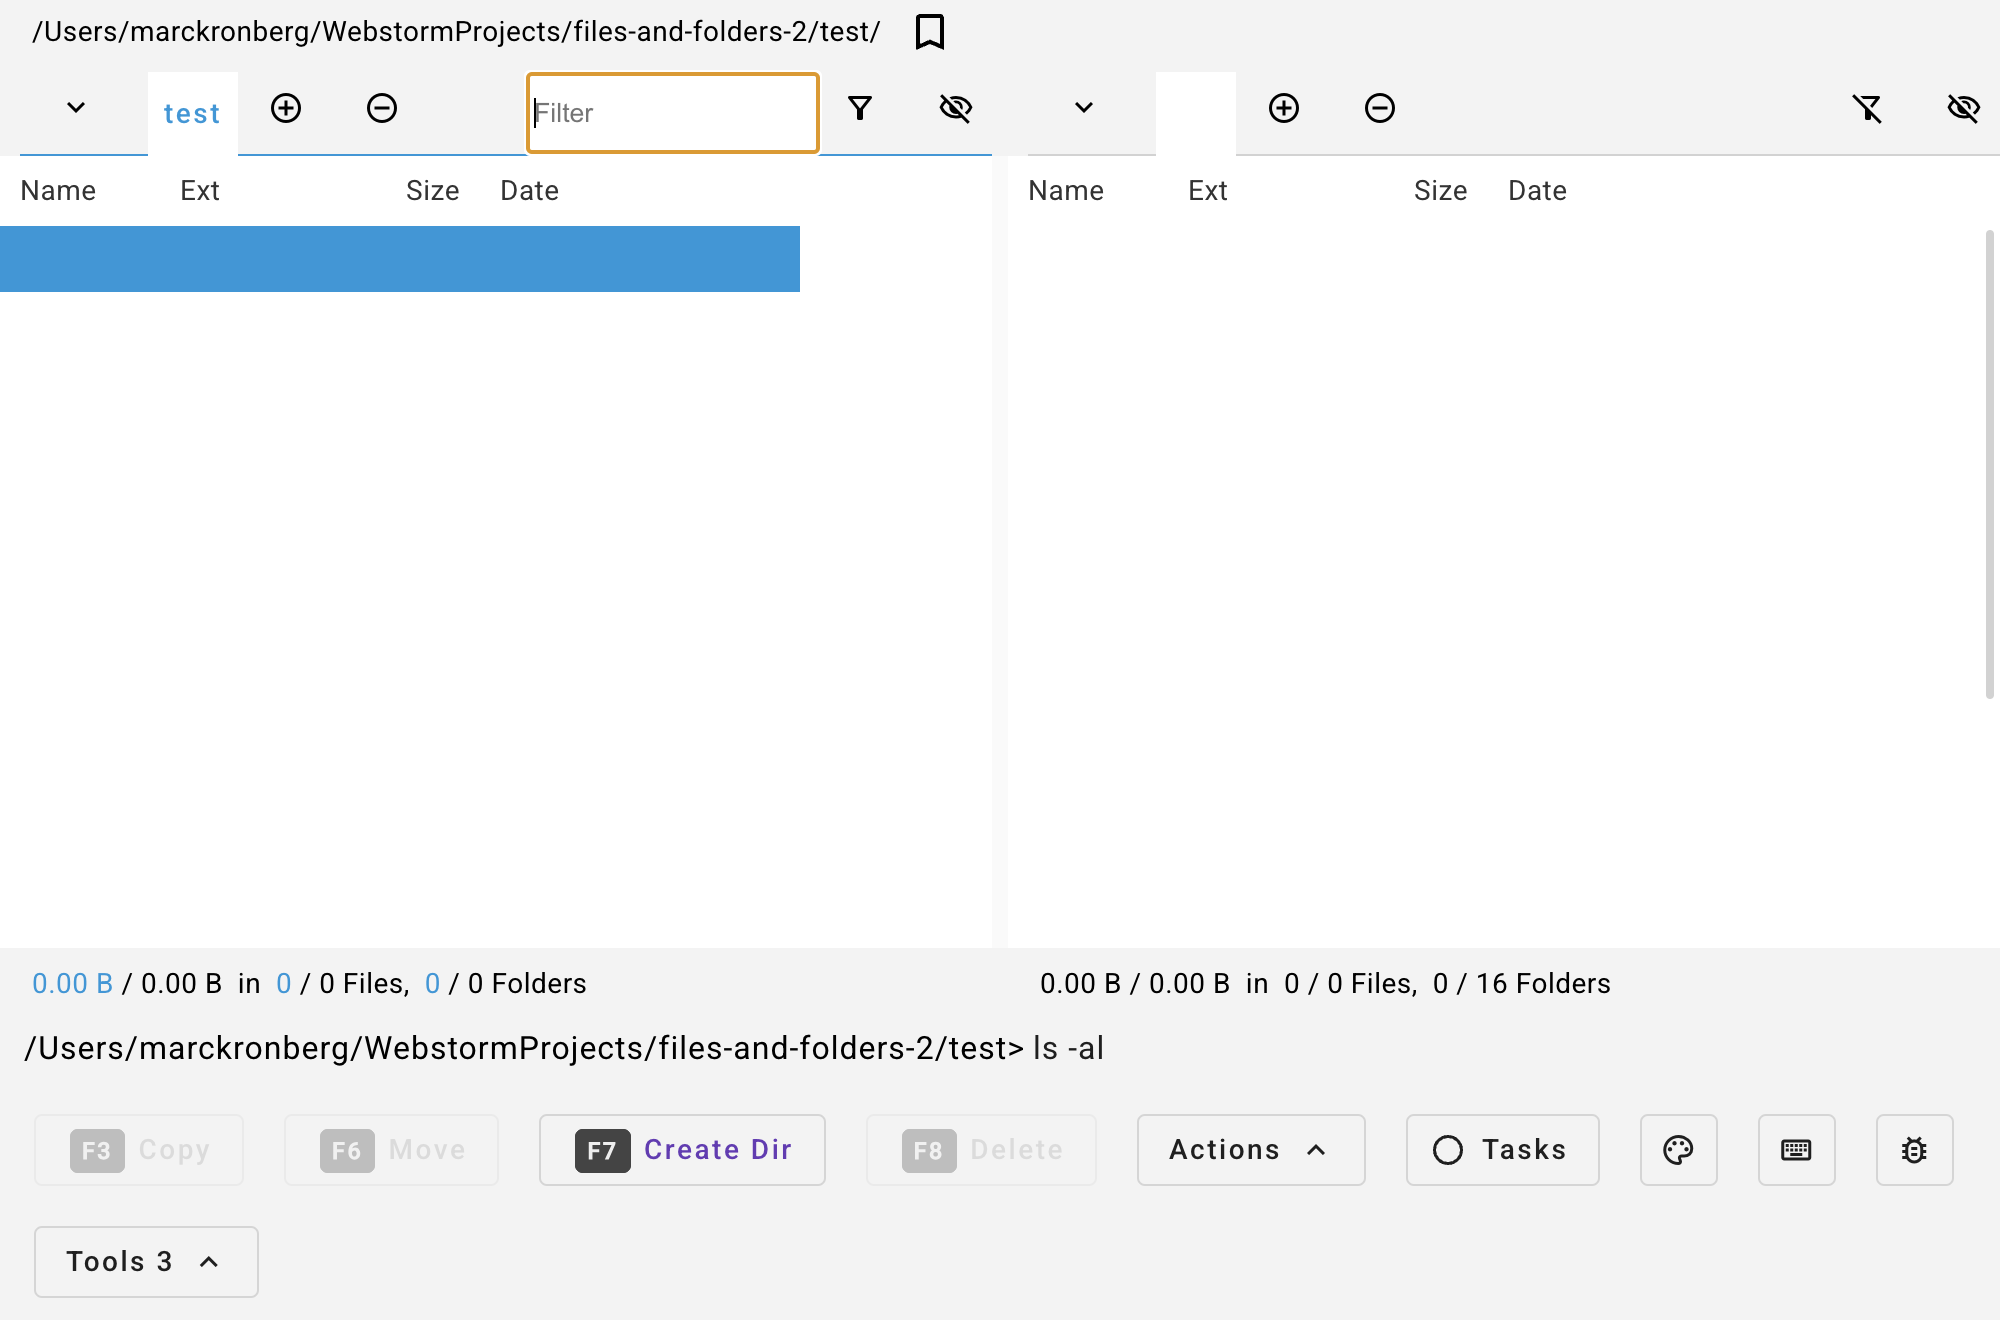 /Users/marckronberg/WebstormProjects/files-and-folders-2/test/
test
Filter
Name Ext Size Date
Name Ext Size Date
0.00 B / 0.00 B in 0 / 0 Files, 0 / 0 Folders
0.00 B / 0.00 B in 0 / 0 Files, 0 / 16 Folders
/Users/marckronberg/WebstormProjects/files-and-folders-2/test> ls -al
F3 Copy F6 Move F7 Create Dir F8 Delete Actions Tasks
Tools 3